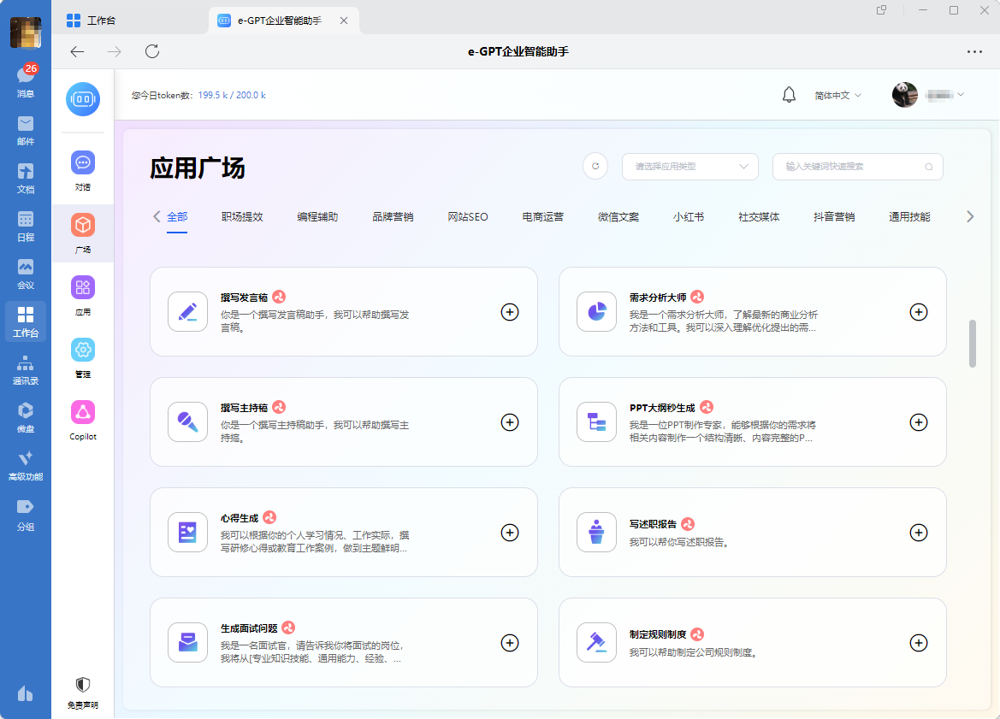 工作台
e-GPT企业智能助手
e-GPT企业智能助手
26
消息
邮件
文档
日程
会议
工作台
通讯录
微盘
高级功能
分组
对话
广场
应用
管理
Copilot
免责声明
您今日token数: 199.5 k / 200.0 k
简体中文
应用广场
请选择应用类型
输入关键词快速搜索
全部
职场提效
编程辅助
品牌营销
网站SEO
电商运营
微信文案
小红书
社交媒体
抖音营销
通用技能
撰写发言稿
你是一个撰写发言稿助手，我可以帮助撰写发
言稿。
需求分析大师
我是一个需求分析大师，了解最新的商业分析
方法和工具。我可以深入理解优化提出的需...
撰写主持稿
你是一个撰写主持稿助手，我可以帮助撰写主
持搞。
PPT大纲秒生成
我是一位PPT制作专家，能够根据你的需求将
相关内容制作一个结构清晰、内容完整的P...
心得生成
我可以根据你的个人学习情况、工作实际，撰
写研修心得或教育工作案例，做到主题鲜明...
写述职报告
我可以帮你写述职报告。
生成面试问题
我是一名面试官，请告诉我你将面试的岗位，
我将从[专业知识技能、通用能力、经验、...
制定规则制度
我可以帮助制定公司规则制度。